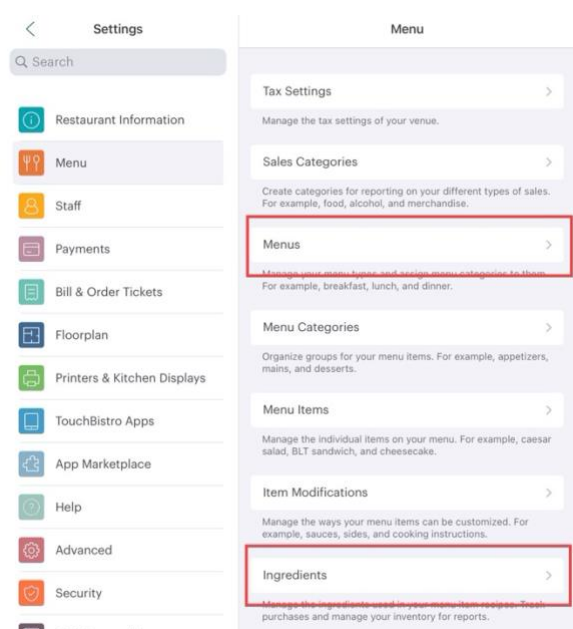 Settings
Search
Restaurant Information
Menu
Staff
Payments
Bill & Order Tickets
Floorplan
Printers & Kitchen Displays
TouchBistro Apps
App Marketplace
Help
Advanced
Security
Menu
Tax Settings
Manage the tax settings of your venue.
Sales Categories
Create categories for reporting on your different types of sales.
For example, food, alcohol, and merchandise.
Menus
Manage your menu types and assign menu categories to them.
For example, breakfast, lunch, and dinner.
Menu Categories
Organize groups for your menu items. For example, appetizers,
mains, and desserts.
Menu Items
Manage the individual items on your menu. For example, caesar
salad, BLT sandwich, and cheesecake.
Item Modifications
Manage the ways your menu items can be customized. For
example, sauces, sides, and cooking instructions.
Ingredients
Manage the ingredients used in your menu item recipes. Track
purchases and manage your inventory for reports.